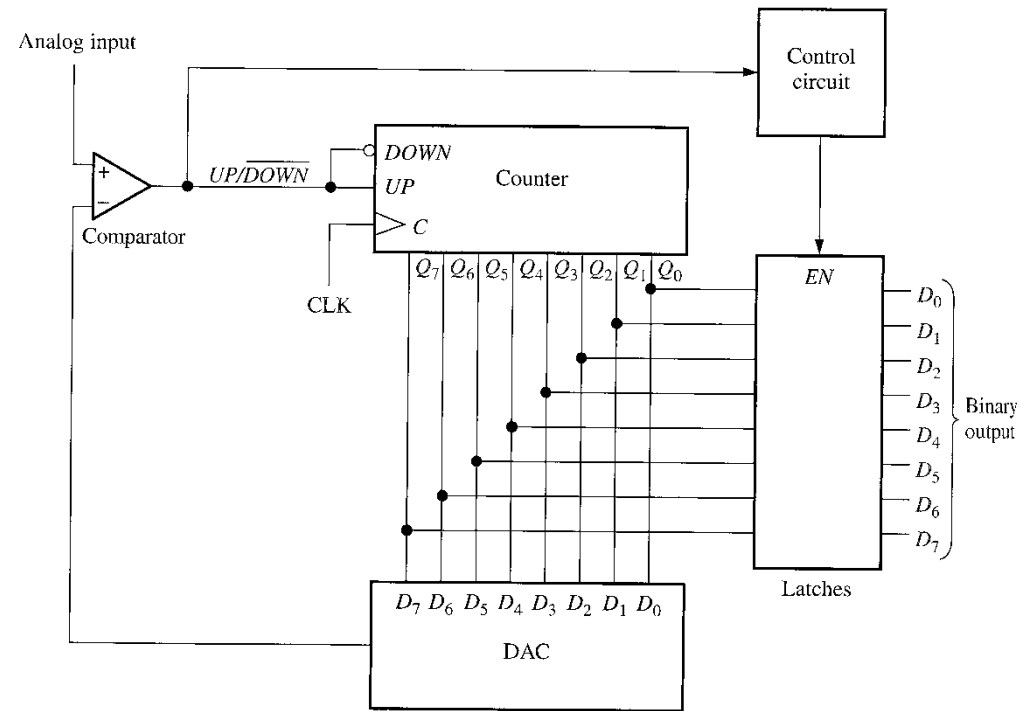 Analog input
Control
circuit
DOWN
UP/DOWN
UP
Counter
C
Comparator
CLK
Q7 Q6 Q5 Q4 Q3 Q2 Q1 Q0
EN
D0
D1
D2
D3
D4
D5
D6
D7
Binary
output
Latches
D7 D6 D5 D4 D3 D2 D1 D0
DAC
+
−